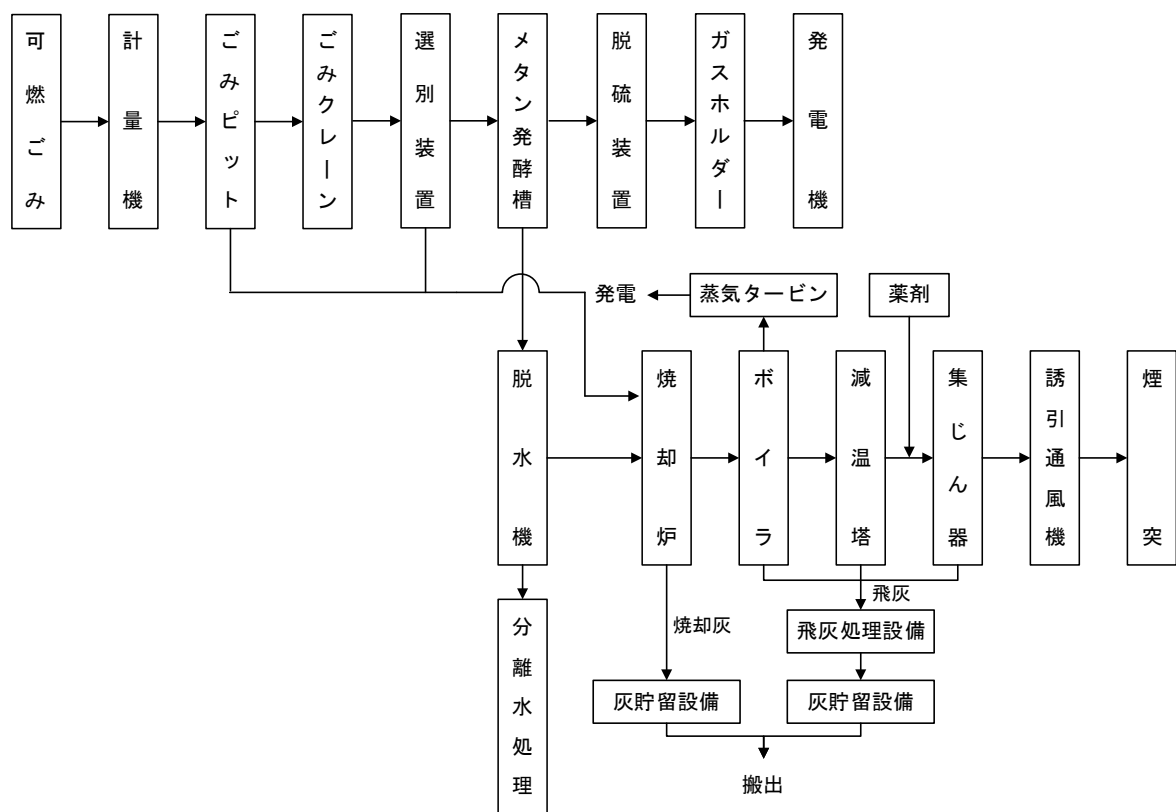 可燃ごみ
計量機
ごみピット
ごみクレーン
選別装置
メタン発酵槽
脱硫装置
ガスホルダー
発電機
発電
蒸気タービン
薬剤
脱水機
焼却炉
ボイラ
減温塔
集じん器
誘引通風機
煙突
飛灰
焼却灰
飛灰処理設備
分離水処理
灰貯留設備
灰貯留設備
搬出